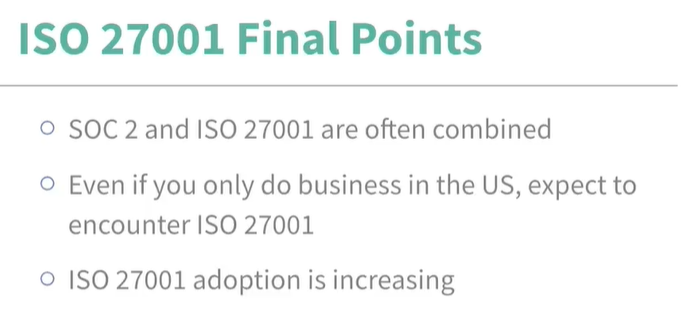 ISO 27001 Final Points
SOC 2 and ISO 27001 are often combined
Even if you only do business in the US, expect to
encounter ISO 27001
ISO 27001 adoption is increasing